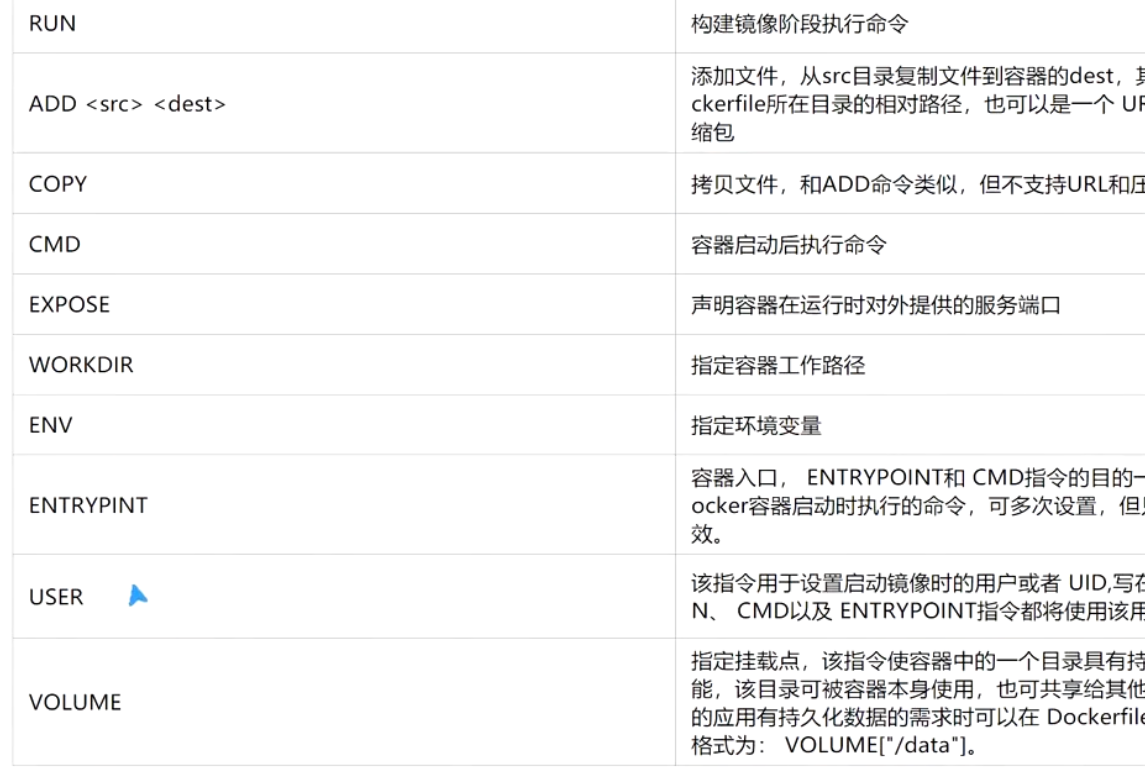 RUN
构建镜像阶段执行命令
ADD <src> <dest>
添加文件，从src目录复制文件到容器的dest，
ckerfile所在目录的相对路径，也可以是一个
缩包
COPY
拷贝文件，和ADD命令类似，但不支持URL和
CMD
容器启动后执行命令
EXPOSE
声明容器在运行时对外提供的服务端口
WORKDIR
指定容器工作路径
ENV
指定环境变量
ENTRYPINT
容器入口， ENTRYPOINT和 CMD指令的目的一
ocker容器启动时执行的命令，可多次设置，但
效。
USER
该指令用于设置启动镜像时的用户或者 UID,写在
N、 CMD以及 ENTRYPOINT指令都将使用该用
VOLUME
指定挂载点，该指令使容器中的一个目录具有持
能，该目录可被容器本身使用，也可共享给其他
的应用有持久化数据的需求时可以在 Dockerfile
格式为： VOLUME["/data"]。